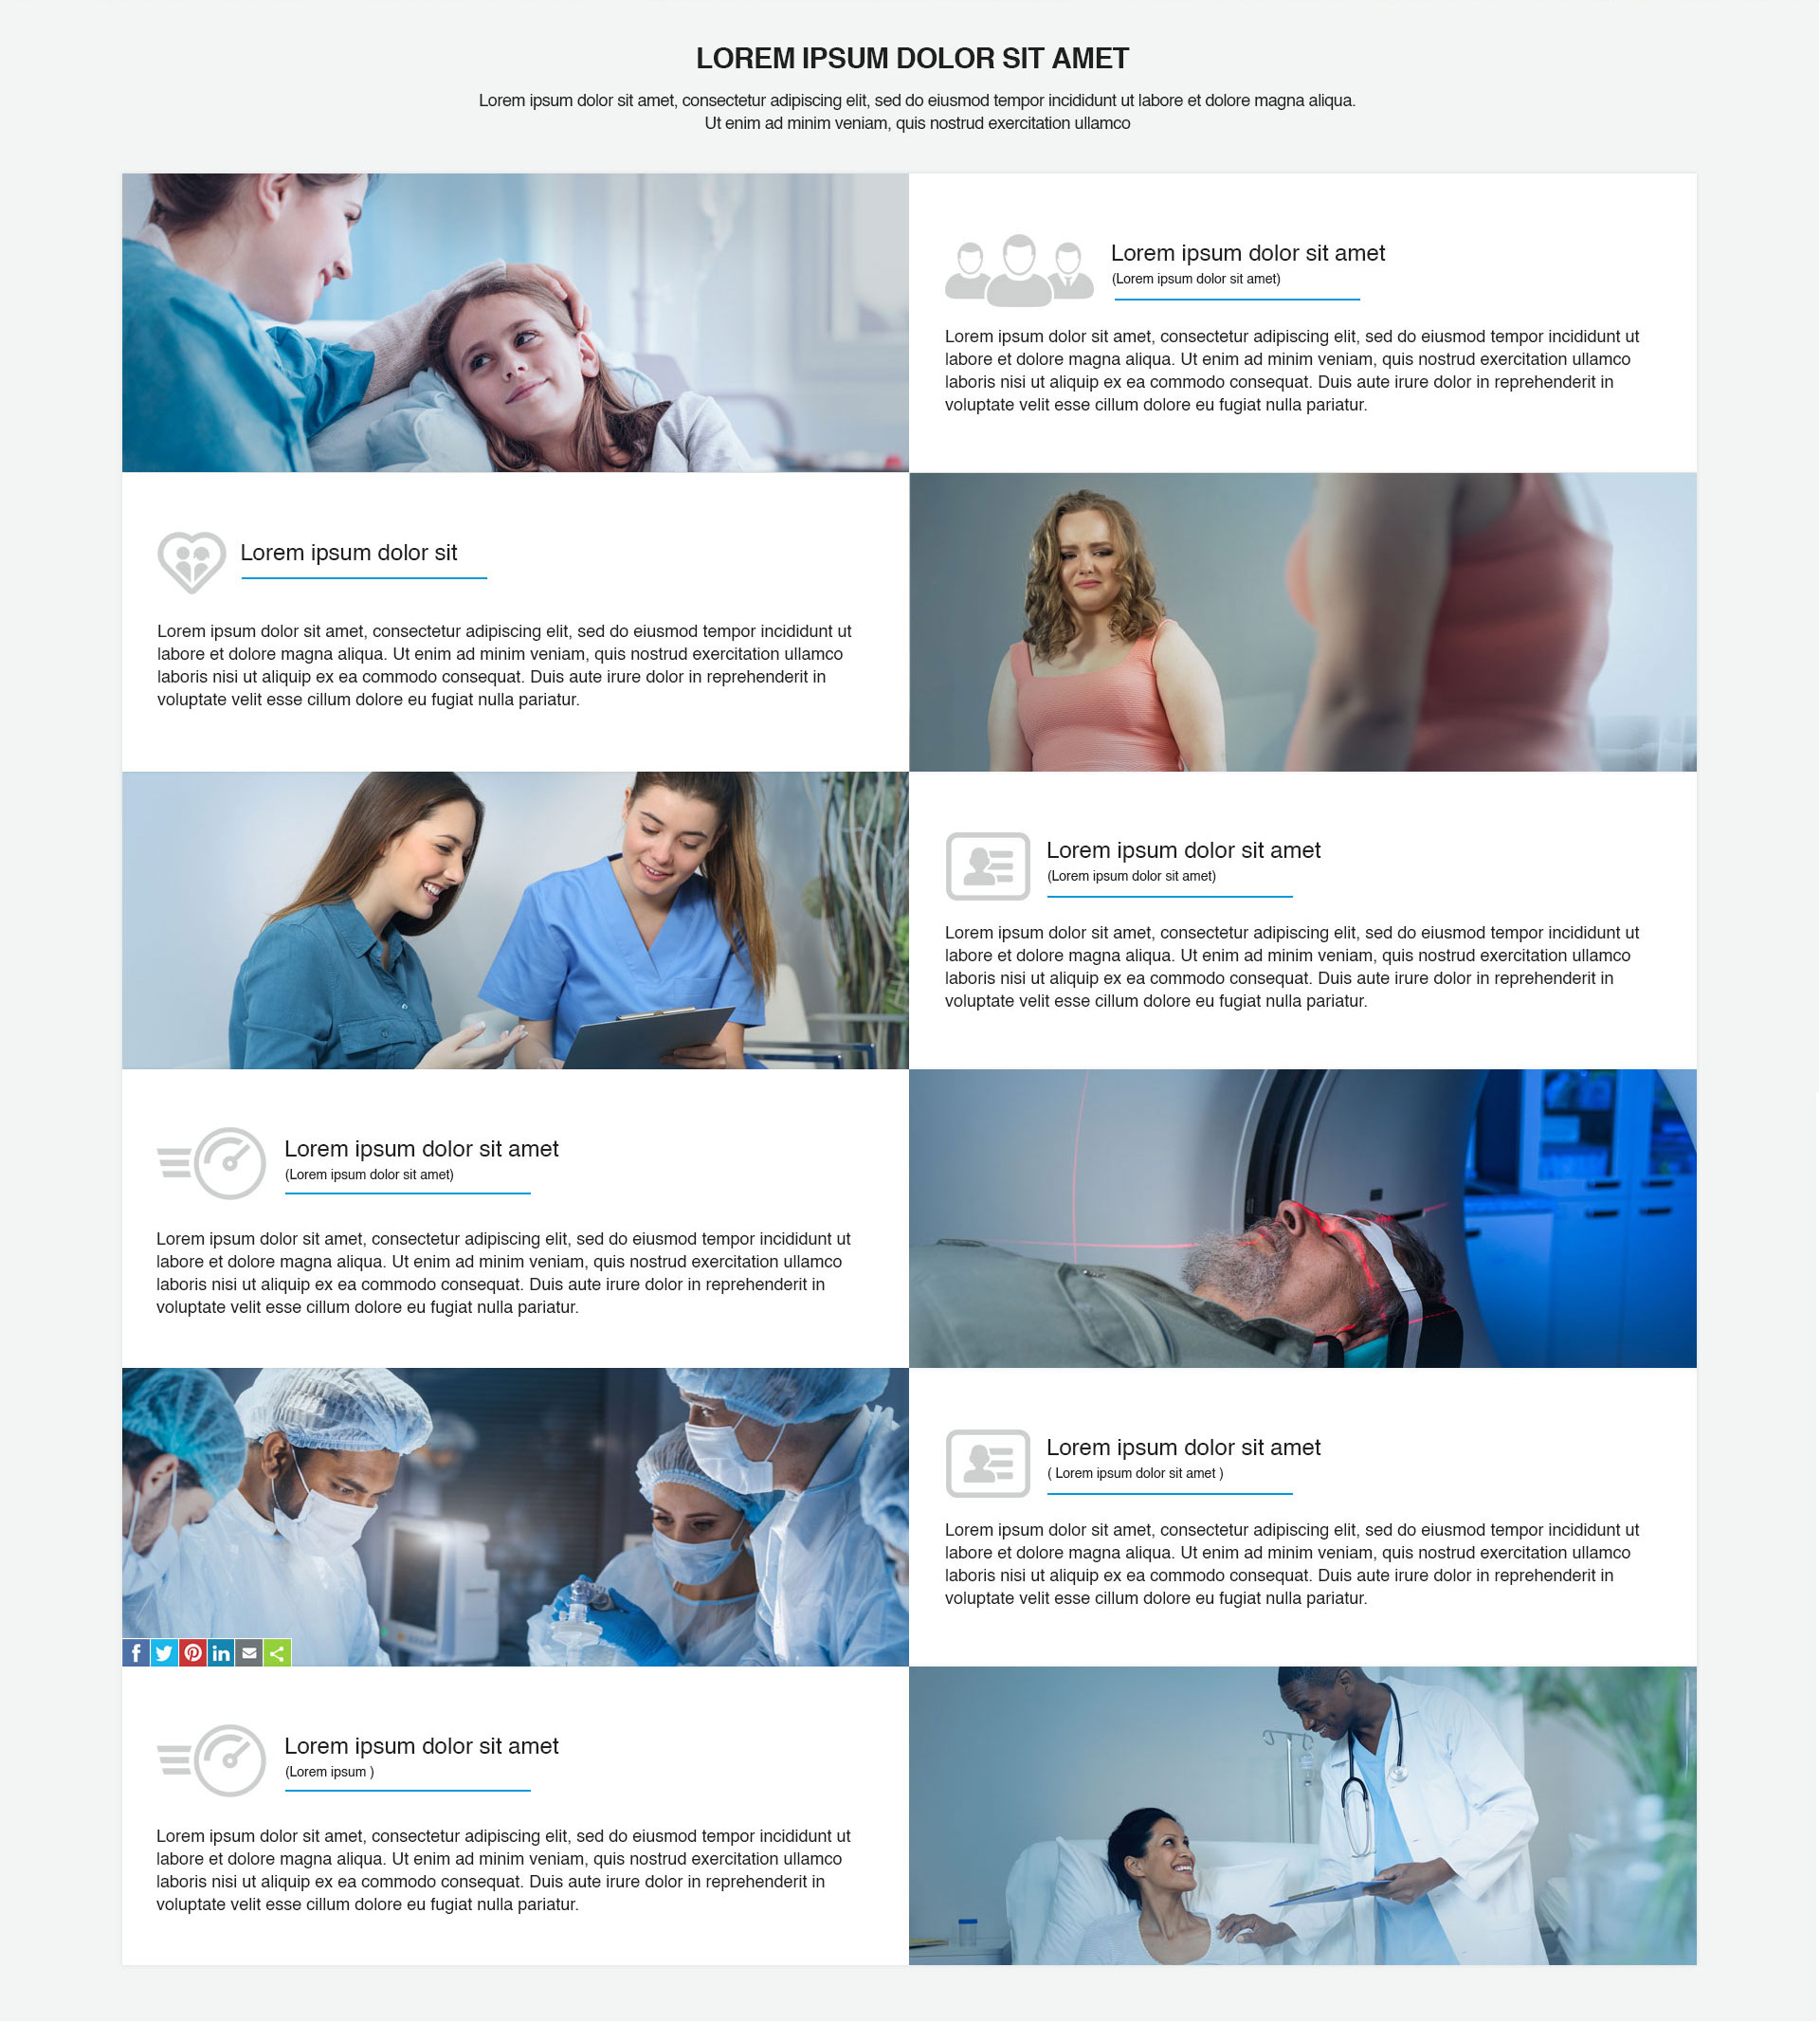 LOREM IPSUM DOLOR SIT AMET
Lorem ipsum dolor sit amet, consectetur adipiscing elit, sed do eiusmod tempor incididunt ut labore et dolore magna aliqua.
Ut enim ad minim veniam, quis nostrud exercitation ullamco
Lorem ipsum dolor sit amet
(Lorem ipsum dolor sit amet)
Lorem ipsum dolor sit amet, consectetur adipiscing elit, sed do eiusmod tempor incididunt ut
labore et dolore magna aliqua. Ut enim ad minim veniam, quis nostrud exercitation ullamco
laboris nisi ut aliquip ex ea commodo consequat. Duis aute irure dolor in reprehenderit in
voluptate velit esse cillum dolore eu fugiat nulla pariatur.
Lorem ipsum dolor sit
Lorem ipsum dolor sit amet, consectetur adipiscing elit, sed do eiusmod tempor incididunt ut
labore et dolore magna aliqua. Ut enim ad minim veniam, quis nostrud exercitation ullamco
laboris nisi ut aliquip ex ea commodo consequat. Duis aute irure dolor in reprehenderit in
voluptate velit esse cillum dolore eu fugiat nulla pariatur.
Lorem ipsum dolor sit amet
(Lorem ipsum dolor sit amet)
Lorem ipsum dolor sit amet, consectetur adipiscing elit, sed do eiusmod tempor incididunt ut
labore et dolore magna aliqua. Ut enim ad minim veniam, quis nostrud exercitation ullamco
laboris nisi ut aliquip ex ea commodo consequat. Duis aute irure dolor in reprehenderit in
voluptate velit esse cillum dolore eu fugiat nulla pariatur.
Lorem ipsum dolor sit amet
(Lorem ipsum dolor sit amet)
Lorem ipsum dolor sit amet, consectetur adipiscing elit, sed do eiusmod tempor incididunt ut
labore et dolore magna aliqua. Ut enim ad minim veniam, quis nostrud exercitation ullamco
laboris nisi ut aliquip ex ea commodo consequat. Duis aute irure dolor in reprehenderit in
voluptate velit esse cillum dolore eu fugiat nulla pariatur.
Lorem ipsum dolor sit amet
( Lorem ipsum dolor sit amet )
Lorem ipsum dolor sit amet, consectetur adipiscing elit, sed do eiusmod tempor incididunt ut
labore et dolore magna aliqua. Ut enim ad minim veniam, quis nostrud exercitation ullamco
laboris nisi ut aliquip ex ea commodo consequat. Duis aute irure dolor in reprehenderit in
voluptate velit esse cillum dolore eu fugiat nulla pariatur.
Lorem ipsum dolor sit amet
(Lorem ipsum )
Lorem ipsum dolor sit amet, consectetur adipiscing elit, sed do eiusmod tempor incididunt ut
labore et dolore magna aliqua. Ut enim ad minim veniam, quis nostrud exercitation ullamco
laboris nisi ut aliquip ex ea commodo consequat. Duis aute irure dolor in reprehenderit in
voluptate velit esse cillum dolore eu fugiat nulla pariatur.